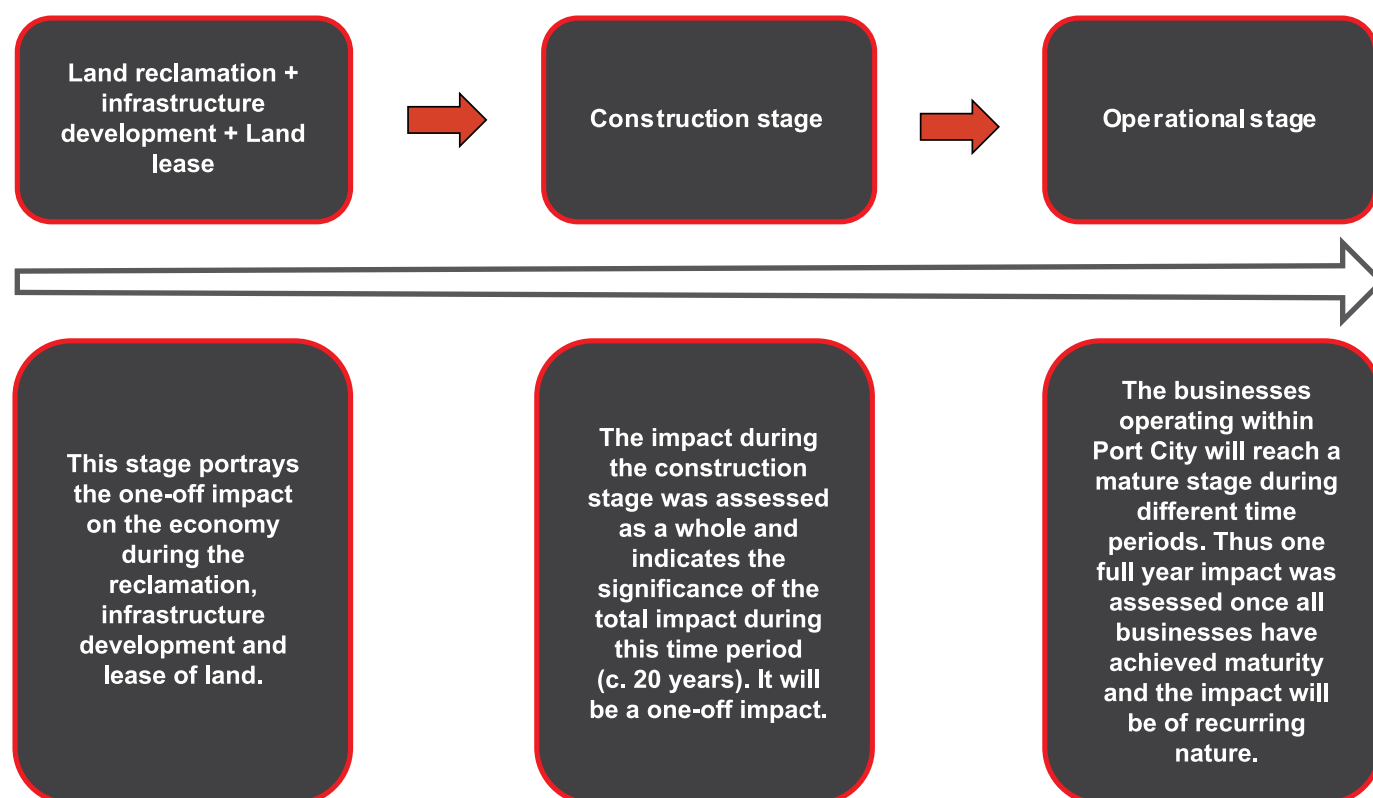 Land reclamation +
infrastructure
development + Land
lease
Construction stage
Operational stage
This stage portrays
the one-off impact
on the economy
during the
reclamation,
infrastructure
development and
lease of land.
The impact during
the construction
stage was assessed
as a whole and
indicates the
significance of the
total impact during
this time period
(c. 20 years). It will
be a one-off impact.
The businesses
operating within
Port City will reach a
mature stage during
different time
periods. Thus one
full year impact was
assessed once all
businesses have
achieved maturity
and the impact will
be of recurring
nature.